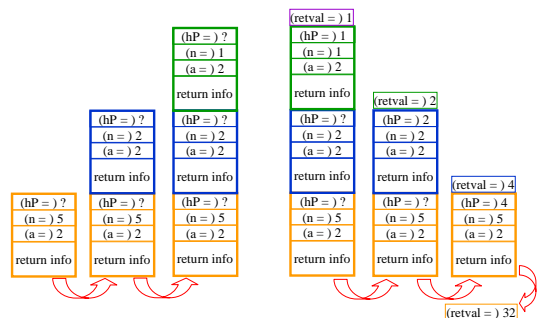 (hP = ) ?
(n = ) 5
(a = ) 2
return info
(hP = ) ?
(n = ) 2
(a = ) 2
return info
(hP = ) ?
(n = ) 5
(a = ) 2
return info
(hP = ) ?
(n = ) 1
(a = ) 2
return info
(hP = ) ?
(n = ) 2
(a = ) 2
return info
(hP = ) ?
(n = ) 5
(a = ) 2
return info
(retval = ) 1
(hP = ) 1
(n = ) 1
(a = ) 2
return info
(hP = ) ?
(n = ) 2
(a = ) 2
return info
(hP = ) ?
(n = ) 5
(a = ) 2
return info
(retval = ) 2
(hP = ) 2
(n = ) 2
(a = ) 2
return info
(hP = ) ?
(n = ) 5
(a = ) 2
return info
(retval = ) 4
(hP = ) 4
(n = ) 5
(a = ) 2
return info
(retval = ) 32